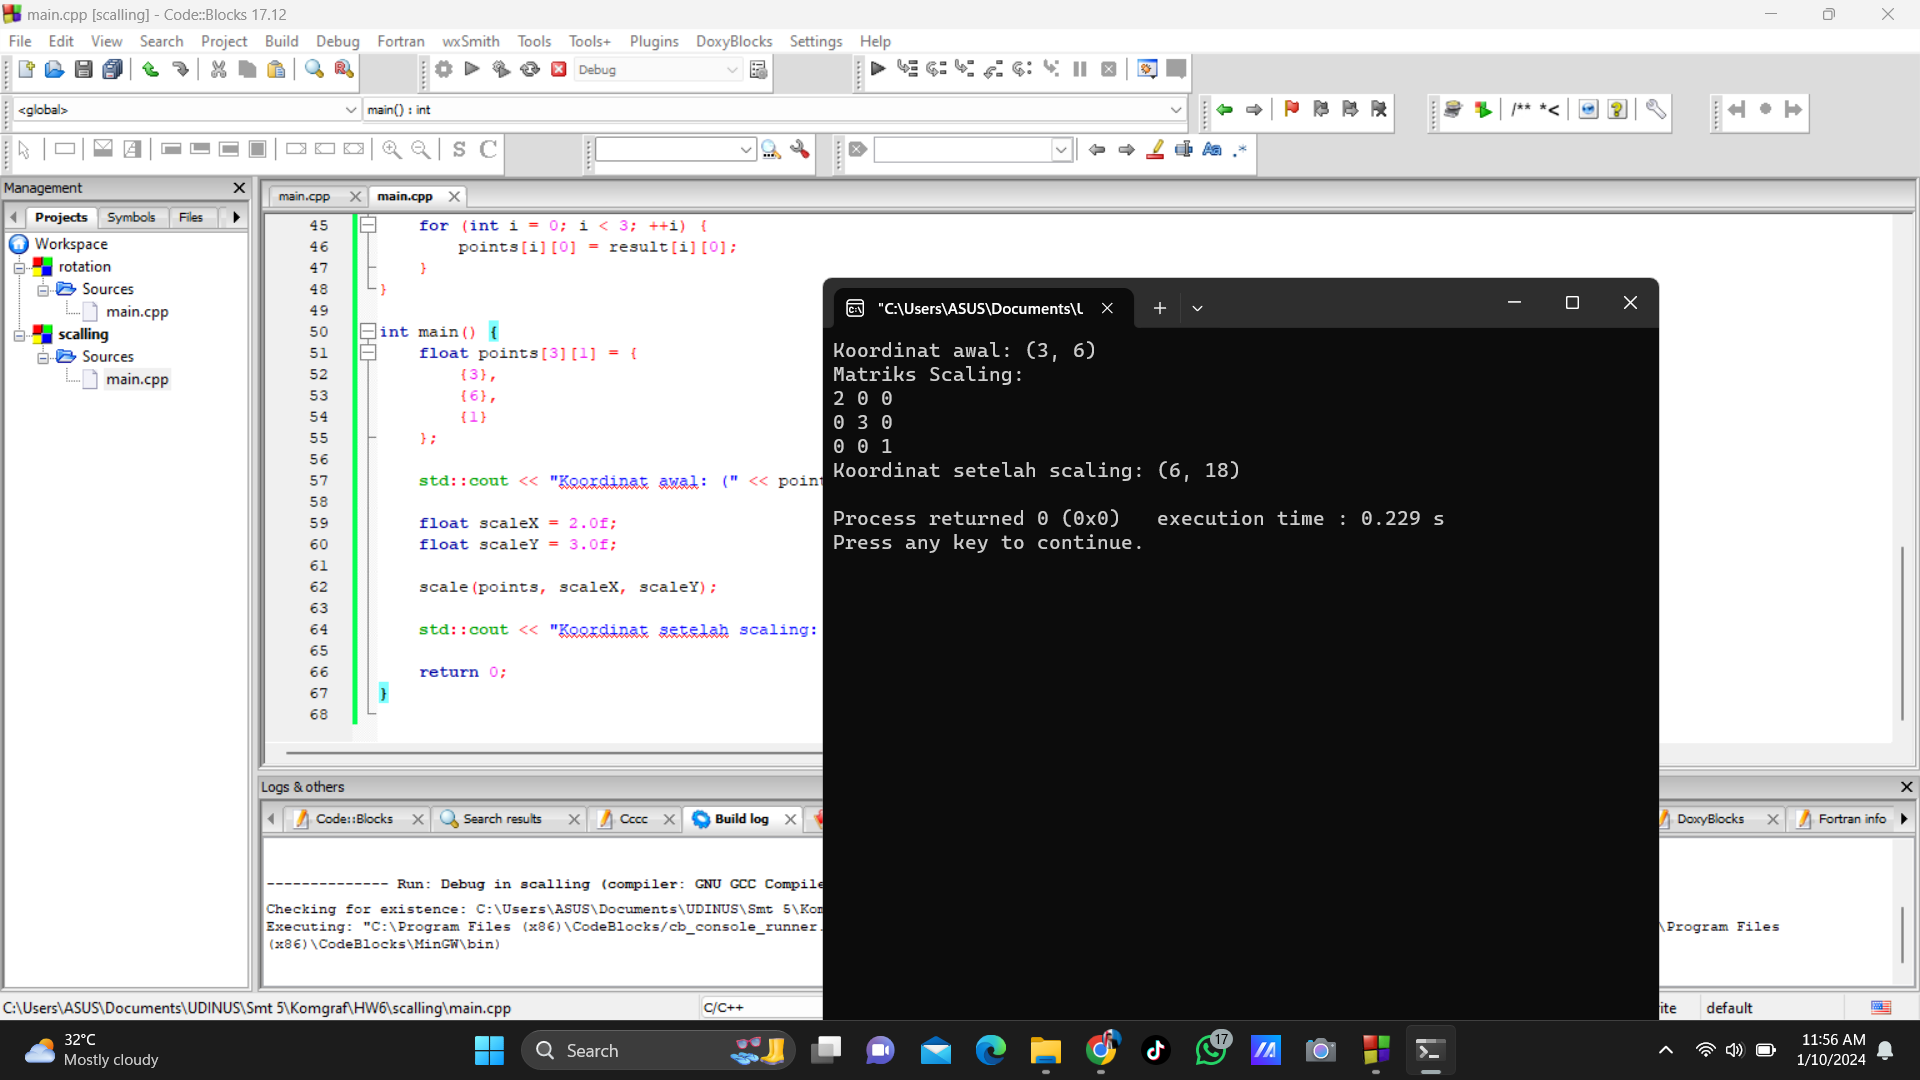 main.cpp [scalling] - Code::Blocks 17.12
File Edit View Search Project Build Debug Fortran wxSmith Tools Tools+ Plugins DoxyBlocks Settings Help
Debug
<global> main() : int
/** *<
S C
Aa .*
Management
Projects Symbols Files
Workspace
rotation
Sources
main.cpp
scalling
Sources
main.cpp
main.cpp main.cpp
45 for (int i = 0; i < 3; ++i) {
46 points[i][0] = result[i][0];
47 }
48 }
49
50 int main() {
51 float points[3][1] = {
52 {3},
53 {6},
54 {1}
55 };
56
57 std::cout << "Koordinat awal: (" << point
58
59 float scaleX = 2.0f;
60 float scaleY = 3.0f;
61
62 scale(points, scaleX, scaleY);
63
64 std::cout << "Koordinat setelah scaling:
65
66 return 0;
67 }
68
"C:\Users\ASUS\Documents\U
Koordinat awal: (3, 6)
Matriks Scaling:
2 0 0
0 3 0
0 0 1
Koordinat setelah scaling: (6, 18)
Process returned 0 (0x0) execution time : 0.229 s
Press any key to continue.
Logs & others
Code::Blocks Search results Cccc Build log DoxyBlocks Fortran info
-------------- Run: Debug in scalling (compiler: GNU GCC Compile
Checking for existence: C:\Users\ASUS\Documents\UDINUS\Smt 5\Kom
Executing: "C:\Program Files (x86)\CodeBlocks/cb_console_runner. \Program Files
(x86)\CodeBlocks\MinGW\bin)
C:\Users\ASUS\Documents\UDINUS\Smt 5\Komgraf\HW6\scalling\main.cpp C/C++ ite default
32°C
Mostly cloudy
Search
17
11:56 AM
1/10/2024